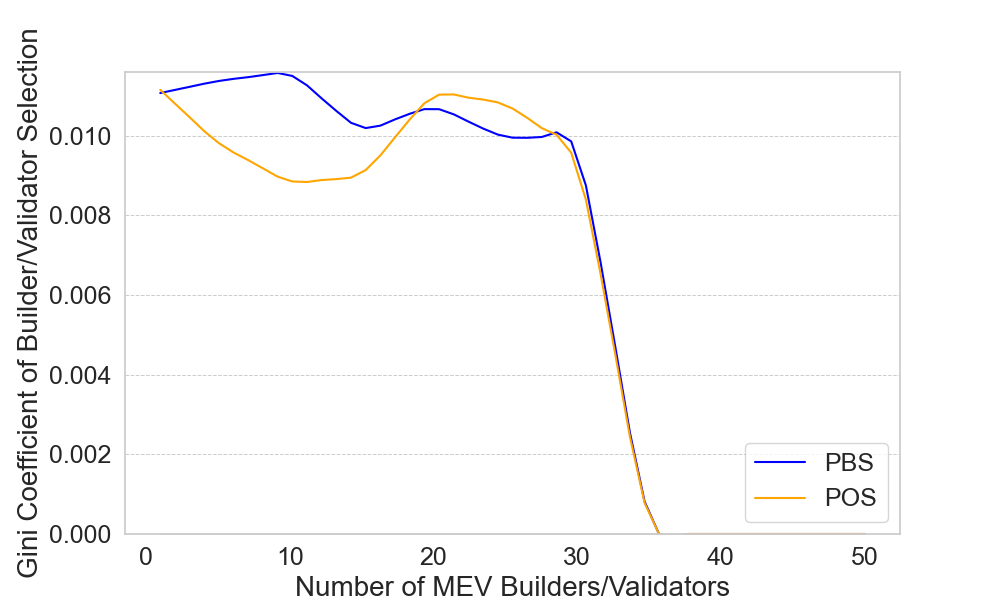 Gini Coefficient of Builder/Validator Selection
0.010
0.008
0.006
0.004
0.002
0.000
0 10 20 30 40 50
Number of MEV Builders/Validators
PBS
POS